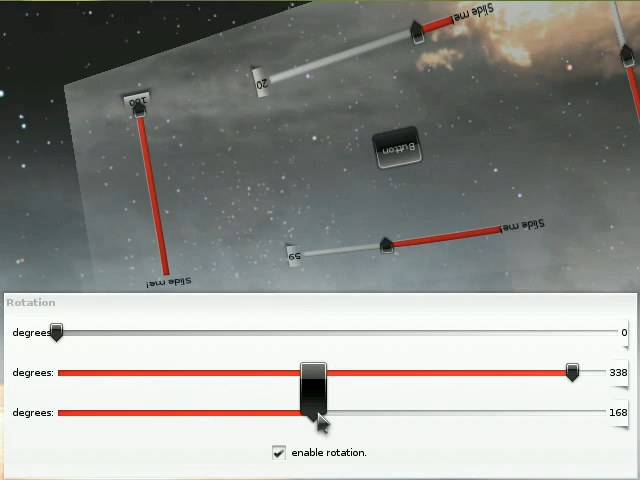 Slide me!
20
100
Button
Slide me!
59
Slide me!
Rotation
degrees: 0
degrees: 338
degrees: 168
enable rotation.